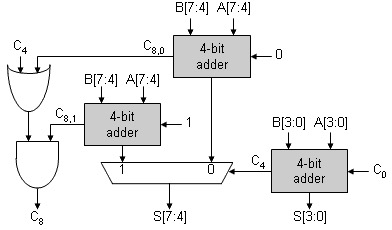 B[7:4] A[7:4]
C4
C8,0
4-bit
adder
0
B[7:4] A[7:4]
C8,1
4-bit
adder
1
B[3:0] A[3:0]
1 0
C4
4-bit
adder
C0
C8
S[7:4]
S[3:0]